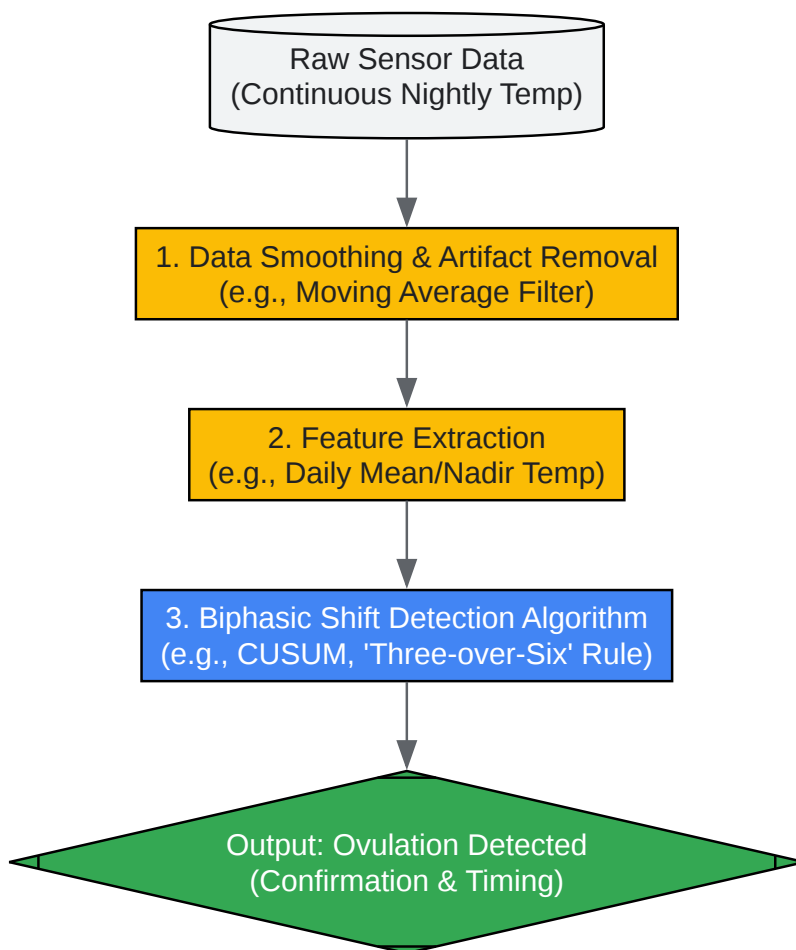 Raw Sensor Data
(Continuous Nightly Temp)
1. Data Smoothing & Artifact Removal
(e.g., Moving Average Filter)
2. Feature Extraction
(e.g., Daily Mean/Nadir Temp)
3. Biphasic Shift Detection Algorithm
(e.g., CUSUM, 'Three-over-Six' Rule)
Output: Ovulation Detected
(Confirmation & Timing)